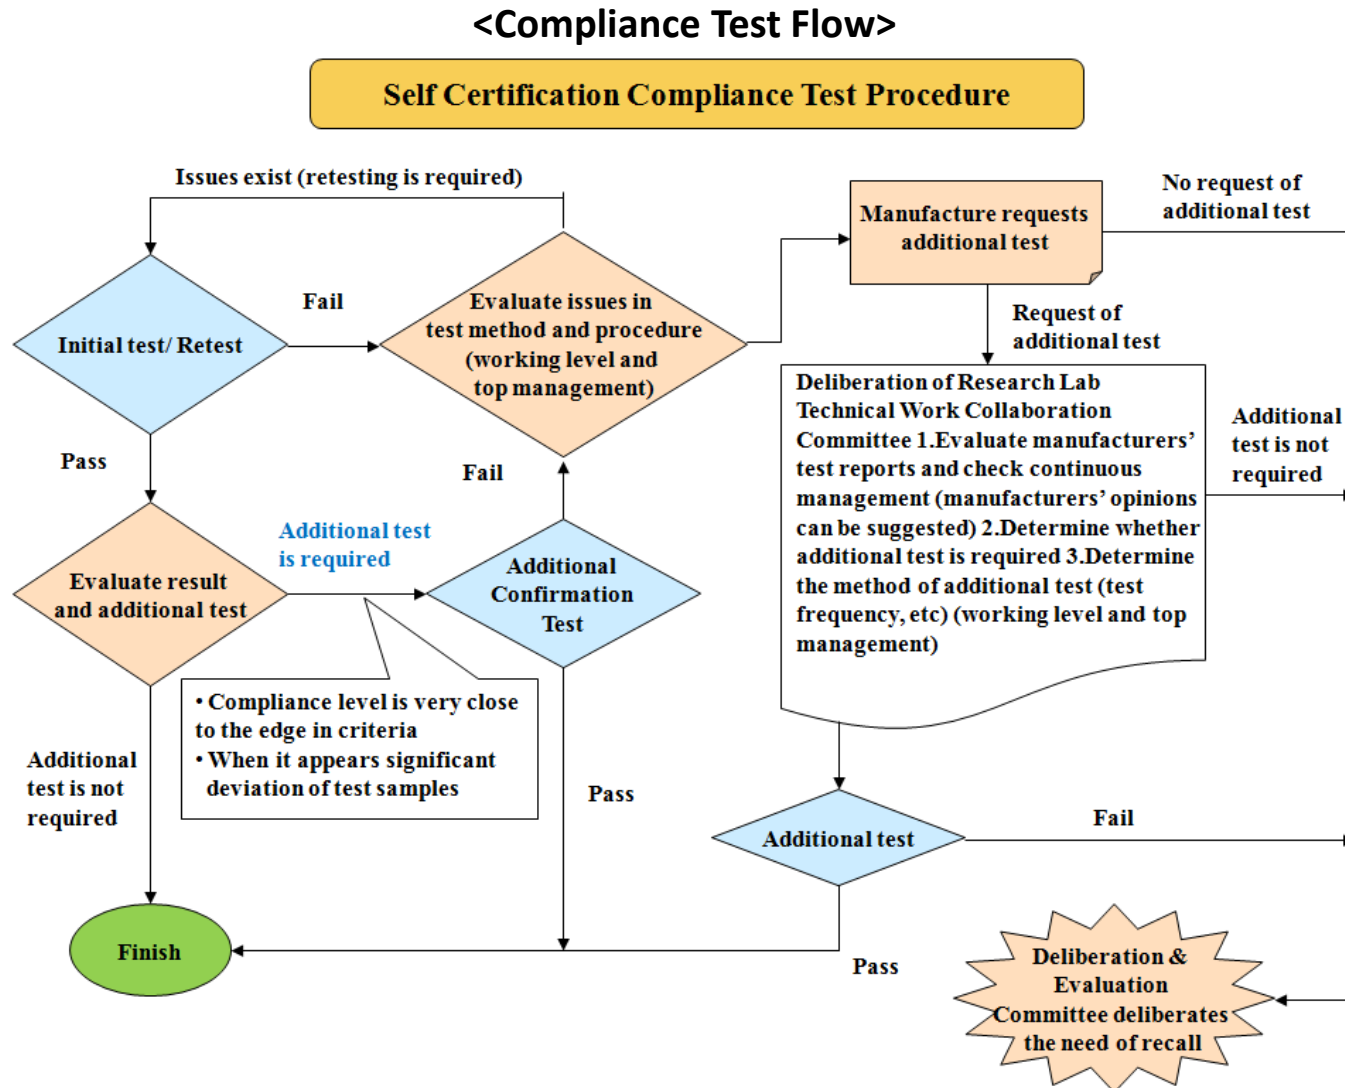 <Compliance Test Flow>
Self Certification Compliance Test Procedure
Issues exist (retesting is required)
No request of
additional test
Manufacture requests
additional test
Initial test/ Retest
Fail
Evaluate issues in
test method and procedure
(working level and
top management)
Request of
additional test
Deliberation of Research Lab
Technical Work Collaboration
Committee 1.Evaluate manufacturers’
test reports and check continuous
management (manufacturers’ opinions
can be suggested) 2.Determine whether
additional test is required 3.Determine
the method of additional test (test
frequency, etc) (working level and top
management)
Additional
test is not
required
Pass
Fail
Evaluate result
and additional test
Additional test
is required
Additional
Confirmation
Test
• Compliance level is very close
to the edge in criteria
• When it appears significant
deviation of test samples
Additional
test is not
required
Pass
Additional test
Fail
Finish
Pass
Deliberation &
Evaluation
Committee deliberates
the need of recall